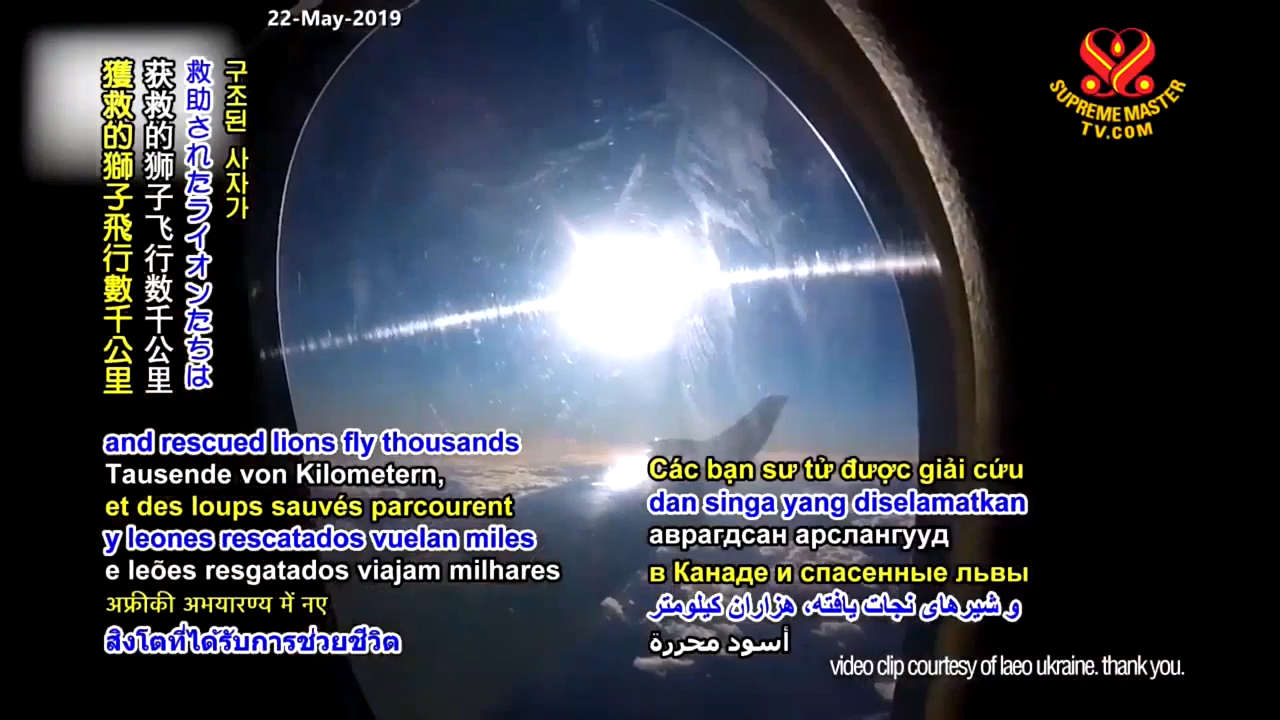 22-May-2019
SUPREME MASTER
TV.COM
구조된 사자가
救助されたライオンたちは
获救的狮子飞行数千公里
獲救的獅子飛行數千公里
and rescued lions fly thousands
Tausende von Kilometern,
et des loups sauvés parcourent
y leones rescatados vuelan miles
e leões resgatados viajam milhares
अफ्रीकी अभयारण्य में नए
สิงโตที่ได้รับการช่วยชีวิต
Các bạn sư tử được giải cứu
dan singa yang diselamatkan
аврагдсан арслангууд
в Канаде и спасенные львы
و شیرهای نجات یافته، هزاران کیلومتر
أسود محررة
video clip courtesy of laeo ukraine. thank you.